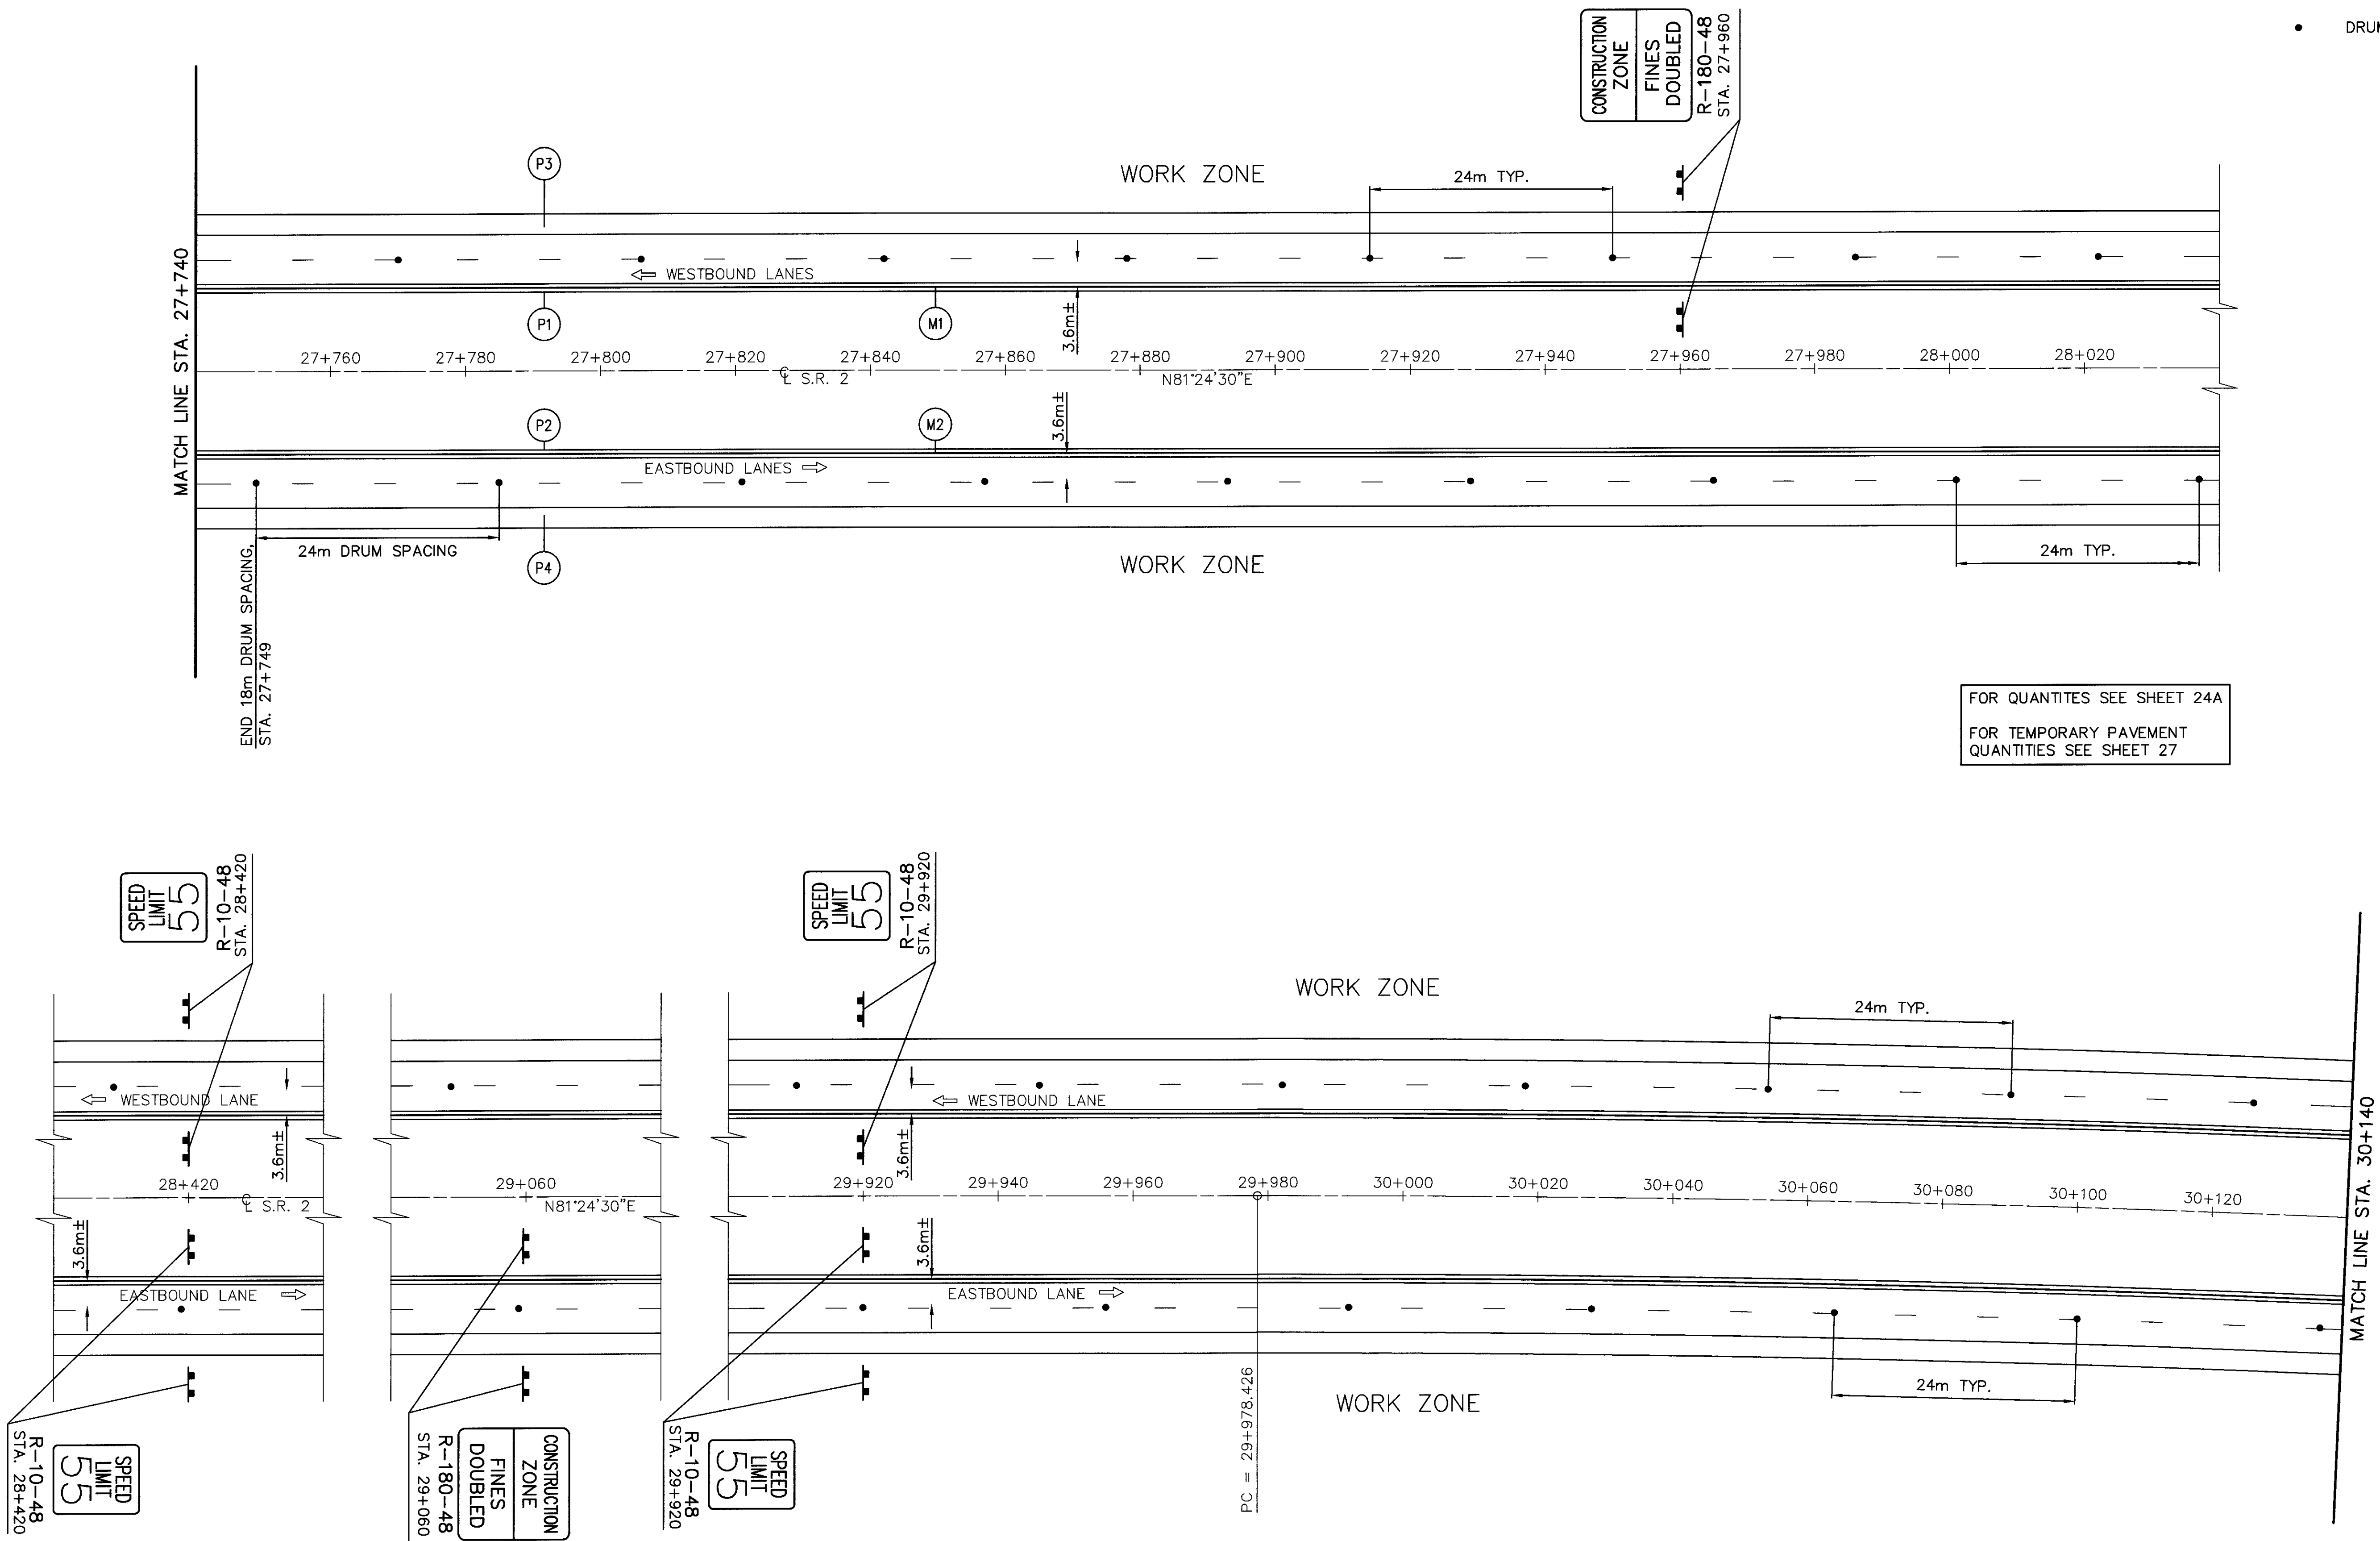 DRUM
CONSTRUCTION
ZONE
FINES
DOUBLED
R-180-48
STA. 27+960
P3
WORK ZONE
24m TYP.
MATCH LINE STA. 27+740
WESTBOUND LANES
P1
M1
3.6m±
27+760
27+780
27+800
27+820
27+840
27+860
27+880
27+900
27+920
27+940
27+960
27+980
28+000
28+020
℄ S.R. 2
N81°24'30"E
P2
M2
3.6m±
EASTBOUND LANES
24m DRUM SPACING
P4
WORK ZONE
24m TYP.
END 18m DRUM SPACING,
STA. 27+749
FOR QUANTITES SEE SHEET 24A
FOR TEMPORARY PAVEMENT
QUANTITIES SEE SHEET 27
SPEED
LIMIT
55
R-10-48
STA. 28+420
SPEED
LIMIT
55
R-10-48
STA. 29+920
WORK ZONE
24m TYP.
WESTBOUND LANE
WESTBOUND LANE
3.6m±
3.6m±
28+420
29+060
29+920
29+940
29+960
29+980
30+000
30+020
30+040
30+060
30+080
30+100
30+120
℄ S.R. 2
N81°24'30"E
MATCH LINE STA. 30+140
3.6m±
3.6m±
EASTBOUND LANE
EASTBOUND LANE
24m TYP.
WORK ZONE
PC = 29+978.426
SPEED
LIMIT
55
R-10-48
STA. 28+420
CONSTRUCTION
ZONE
FINES
DOUBLED
R-180-48
STA. 29+060
SPEED
LIMIT
55
R-10-48
STA. 29+920